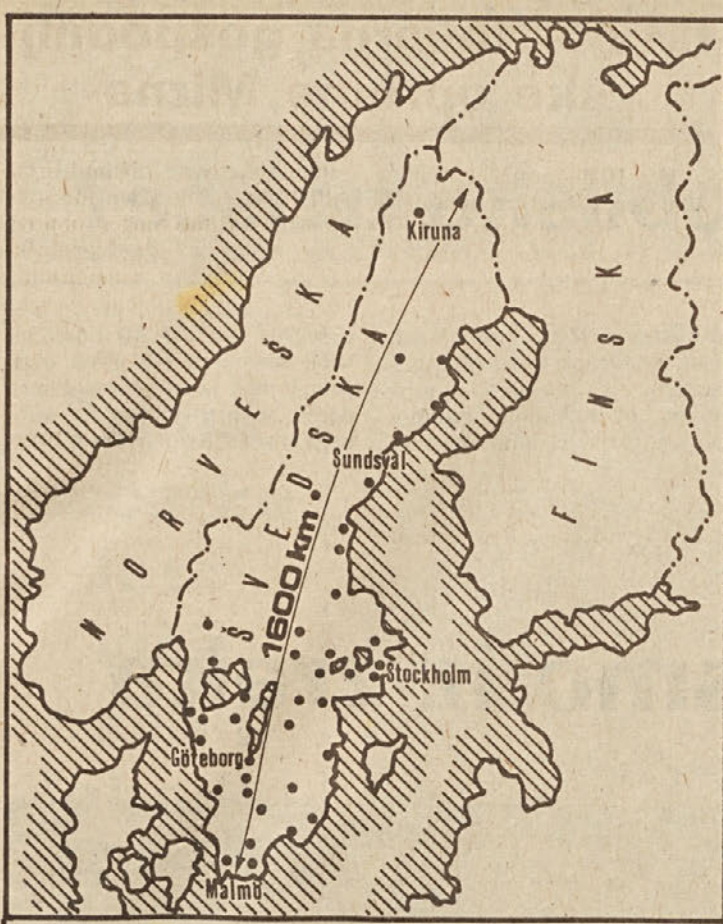 NORVEŠKA
ŠVEDSKA
FINSKA
Kiruna
Sundsval
1600 km
Stockholm
Göteborg
Malmö